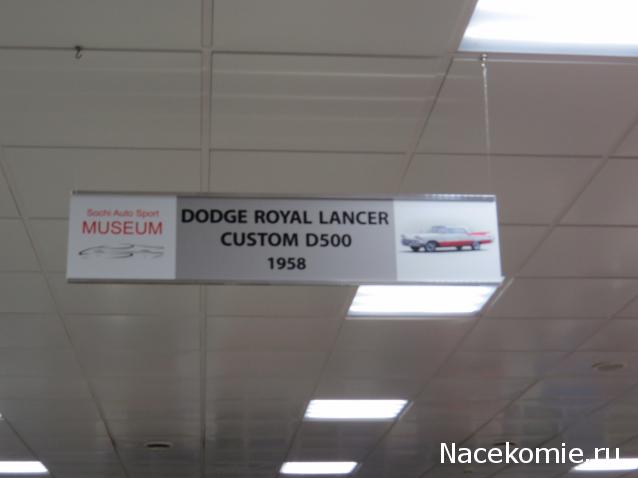 Sochi Auto Sport
MUSEUM
DODGE ROYAL LANCER
CUSTOM D500
1958
Nacekomie.ru